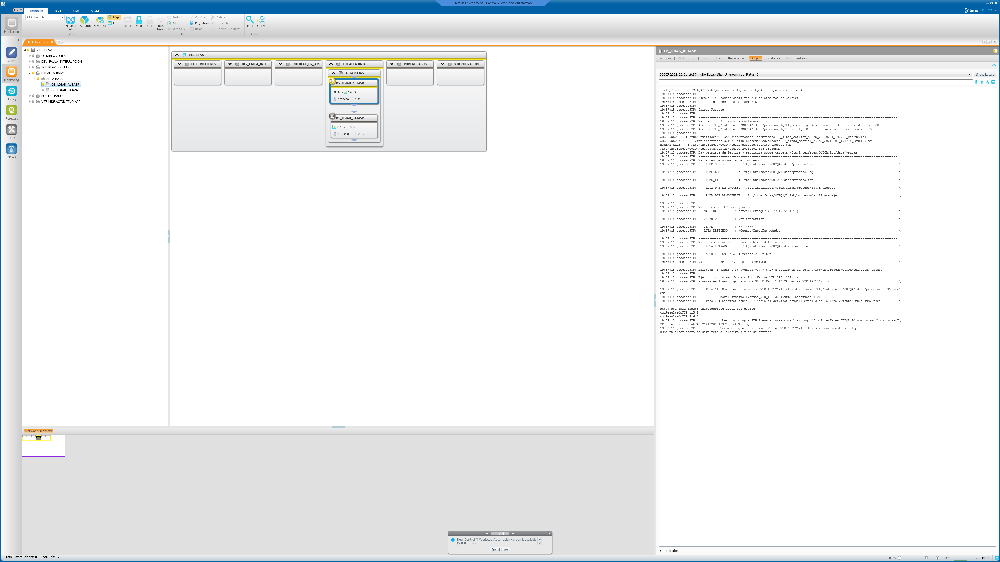 Default Environment - Control-M Workload Automation
File
Viewpoint
Tools
View
Analysis
bmc
?
Monitoring
All Active Jobs
Expand All
Rearrange
Hierarchy
Map
List
View
Rerun
Hold
Free
Run Now
Restart
Kill
Set to OK
Confirm
Projection
React
Delete
Undelete
External Programs
Job
Find
Order
Actions
All Active Jobs
Planning
Monitoring
History
Forecast
Tools
News
VTR_DESA
CC-DIRECCIONES
DEV_FALLA_INTERRUPCION
INTERFAZ_HR_ATS
LDI-ALTA-BAJAS
ALTA-BAJAS
OS_LDIAB_ALTASP
OS_LDIAB_BAJASP
PORTAL-PAGOS
VTR-MIGRACION-TIVO-APP
VTR_DESA
CC-DIRECCIONES
DEV_FALLA_INTE...
INTERFAZ_HR_ATS
LDI-ALTA-BAJAS
PORTAL-PAGOS
VTR-MIGRACION-...
ALTA-BAJAS
OS_LDIAB_ALTASP
19:37 - 19:39
procesoETLA.sh
OS_LDIAB_BAJASP
05:46 - 05:46
procesoETLA.sh B
OS_LDIAB_ALTASP
Synopsis | Waiting Info | Script | Log | Belongs To | Output | Statistics | Documentation
00005 2021/02/01 19:37 - <No Date> Size: Unknown size Status: 0
Show Latest
+ /ftp/interfaces/OUTQA/ldiab/proceso/shell/procesoFtp_AltasBajas_Carrier.sh A
19:37:15 procesoFTP: ==============================================================================================================
19:37:15 procesoFTP: Ejecuci  n Proceso copia via FTP de archivos de Carrier
19:37:15 procesoFTP:    Tipo de proceco a copiar: Altas
19:37:15 procesoFTP: ______________________________________________________________________________________________________________
19:37:15 procesoFTP: Inicio Proceso
19:37:15 procesoFTP:
19:37:15 procesoFTP: --------------------------------------------------------------------------------------------------------------
19:37:15 procesoFTP: Validaci  n Archivos de configuraci  n
19:37:15 procesoFTP: Archivo /ftp/interfaces/OUTQA/ldiab/proceso/cfg/ftp_user.cfg. Resultado validaci  n existencia : OK
19:37:15 procesoFTP: Archivo /ftp/interfaces/OUTQA/ldiab/proceso/cfg/altas.cfg. Resultado validaci  n existencia : OK
19:37:15 procesoFTP: --------------------------------------------------------------------------------------------------------------
ARCHIVOLOG    : /ftp/interfaces/OUTQA/ldiab/proceso/log/procesoFTP_altas_carrier_ALTAS_20210201_193715_DetEje.log
ARCHIVOLOGFTP    : /ftp/interfaces/OUTQA/ldiab/proceso/log/procesoFTP_altas_carrier_ALTAS_20210201_193715_DetFTP.log
NOMBRE_ARCH    : /ftp/interfaces/OUTQA/ldiab/proceso/ftp/ftp_proceso.tmp
/ftp/interfaces/OUTQA/ldi/data/ventas/prueba_20210201_193715.dummy
19:37:15 procesoFTP: Hay permisos de lectura y escritura sobre carpeta /ftp/interfaces/OUTQA/ldi/data/ventas
19:37:15 procesoFTP: --------------------------------------------------------------------------------------------------------------
19:37:15 procesoFTP: Variables de ambiente del proceso
19:37:15 procesoFTP:     HOME_SHELL        : /ftp/interfaces/OUTQA/ldiab/proceso/shell \
19:37:15 procesoFTP:     HOME_LOG          : /ftp/interfaces/OUTQA/ldiab/proceso/log \
19:37:15 procesoFTP:     HOME_FTP          : /ftp/interfaces/OUTQA/ldiab/proceso/ftp \
19:37:15 procesoFTP:     RUTA_DAT_EN_PROCESO : /ftp/interfaces/OUTQA/ldiab/proceso/dat/EnProceso \
19:37:15 procesoFTP:     RUTA_DAT_ALMACENAJE : /ftp/interfaces/OUTQA/ldiab/proceso/dat/Almacenaje \
19:37:15 procesoFTP: --------------------------------------------------------------------------------------------------------------
19:37:15 procesoFTP: Variables del FTP del proceso
19:37:15 procesoFTP:    MAQUINA          : srvcarrierstg02 ( 172.17.58.199 ) \
19:37:15 procesoFTP:    USUARIO          : vtr/ftpcarrier \
19:37:15 procesoFTP:    CLAVE            : *********
19:37:15 procesoFTP:    RUTA DESTINOO    : /Cuenta/InputPath/Andes \
19:37:15 procesoFTP: --------------------------------------------------------------------------------------------------------------
19:37:15 procesoFTP: Variables de origen de los archivos del proceso
19:37:15 procesoFTP:     RUTA ENTRADA      : /ftp/interfaces/OUTQA/ldi/data/ventas \
19:37:15 procesoFTP:     ARCHIVOS ENTRADA  : Ventas_VTR_*.txt
19:37:15 procesoFTP: --------------------------------------------------------------------------------------------------------------
19:37:15 procesoFTP: validaci  n de existencia de archivos \
19:37:15 procesoFTP: Existe(n) 1 archivo(s) <Ventas_VTR_*.txt> a copiar en la ruta </ftp/interfaces/OUTQA/ldi/data/ventas>
19:37:15 procesoFTP: ...................................................................................
19:37:15 procesoFTP: Ejecuci  n proceso ftp archivo: Ventas_VTR_19012021.txt
19:37:15 procesoFTP: -rw-rw-r-- 1 usroutqa usroutqa 38568 Feb  1 16:26 Ventas_VTR_19012021.txt \
19:37:15 procesoFTP:     Paso 01: Mover archivo Ventas_VTR_19012021.txt a directorio /ftp/interfaces/OUTQA/ldiab/proceso/dat/EnProc\
eso
19:37:15 procesoFTP:             Mover archivo :Ventas_VTR_19012021.txt - Ejecutado : OK
19:37:15 procesoFTP:     Paso 02: Ejecutar copia FTP hacia el servidor srvcarrierstg02 en la ruta /Cuenta/InputPath/Andes \
stty: standard input: Inappropriate ioctl for device
codResultadoFTP_125 1
codResultadoFTP_226 0
19:39:15 procesoFTP:              Resultado copia FTP Tiene errores consultar log: /ftp/interfaces/OUTQA/ldiab/proceso/log/procesoF\
TP_altas_carrier_ALTAS_20210201_193715_DetFTP.log
19:39:15 procesoFTP:             Termino copia de archivo :Ventas_VTR_19012021.txt a servidor remoto via ftp
Hubo un error ahora se devolvera el archivo a ruta de entrada
Data is loaded
Network Overview
4 / 4
New Control-M Workload Automation version is available (9.0.00.300)
Install Now
Total Smart Folders: 0    Total Jobs: 26
100%
254 MB